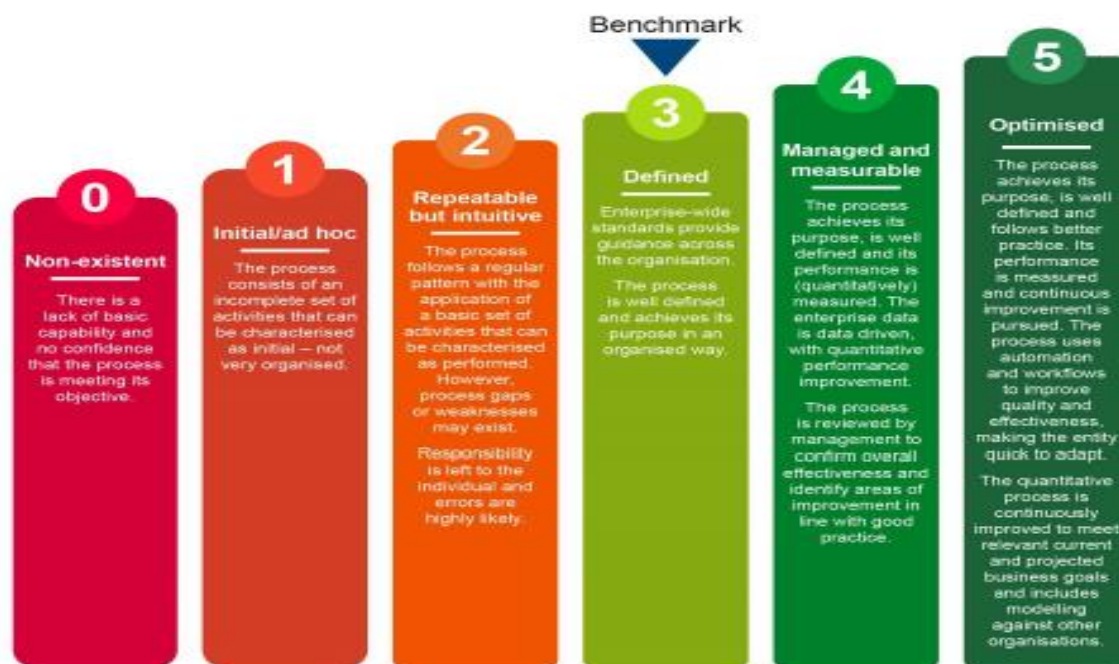 Benchmark
0
Non-existent
There is a
lack of basic
capability and
no confidence
that the process
is meeting its
objective.
1
Initial/ad hoc
The process
consists of an
incomplete set of
activities that can
be characterised
as initial – not
very organised.
2
Repeatable
but intuitive
The process
follows a regular
pattern with the
application of
a basic set of
activities that can
be characterised
as performed.
However,
process gaps
or weaknesses
may exist.
Responsibility
is left to the
individual and
errors are
highly likely.
3
Defined
Enterprise-wide
standards provide
guidance across
the organisation.
The process
is well defined
and achieves its
purpose in an
organised way.
4
Managed and
measurable
The process
achieves its
purpose, is well
defined and its
performance is
(quantitatively)
measured. The
enterprise data
is data driven,
with quantitative
performance
improvement.
The process
is reviewed by
management to
confirm overall
effectiveness and
identify areas of
improvement in
line with good
practice.
5
Optimised
The process
achieves its
purpose, is well
defined and
follows better
practice. Its
performance
is measured
and continuous
improvement is
pursued. The
process uses
automation
and workflows
to improve
quality and
effectiveness,
making the entity
quick to adapt.
The quantitative
process is
continuously
improved to meet
relevant current
and projected
business goals
and includes
modelling
against other
organisations.